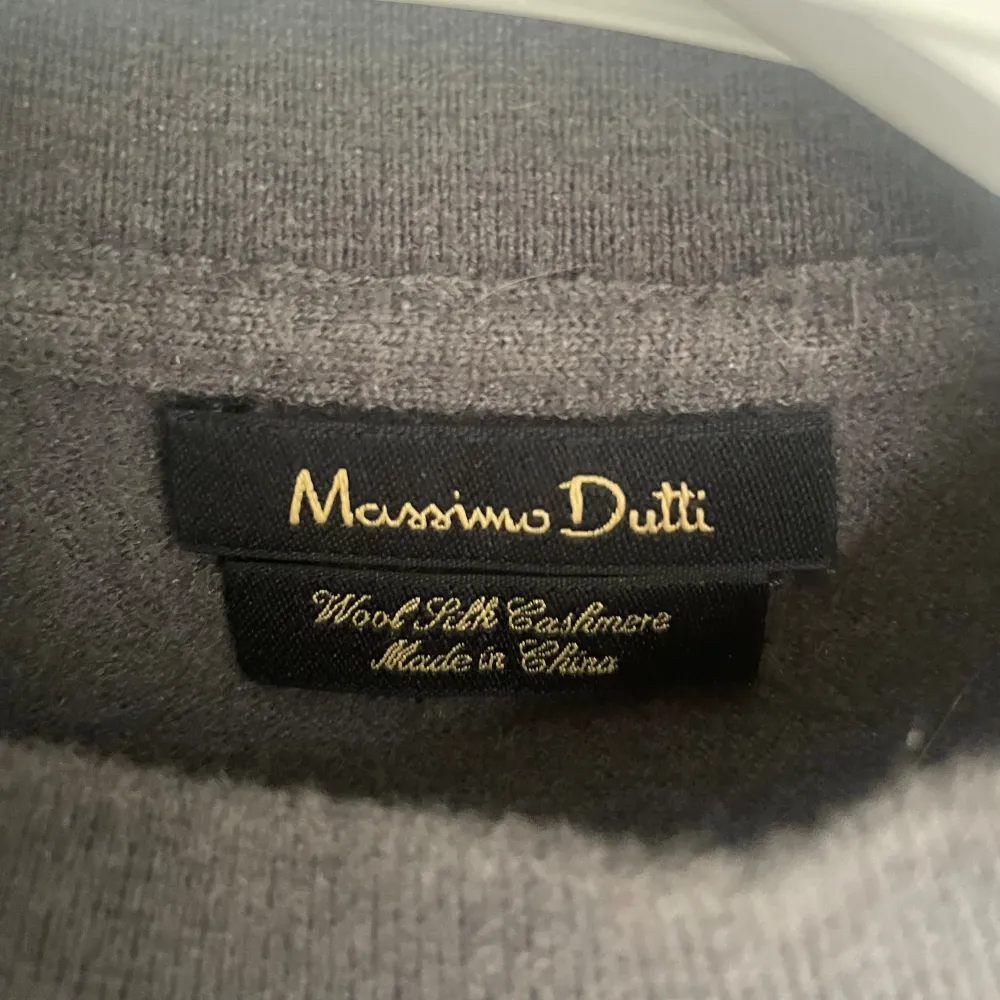 Massimo Dutti
Wool Silk Cashmere
Made in China